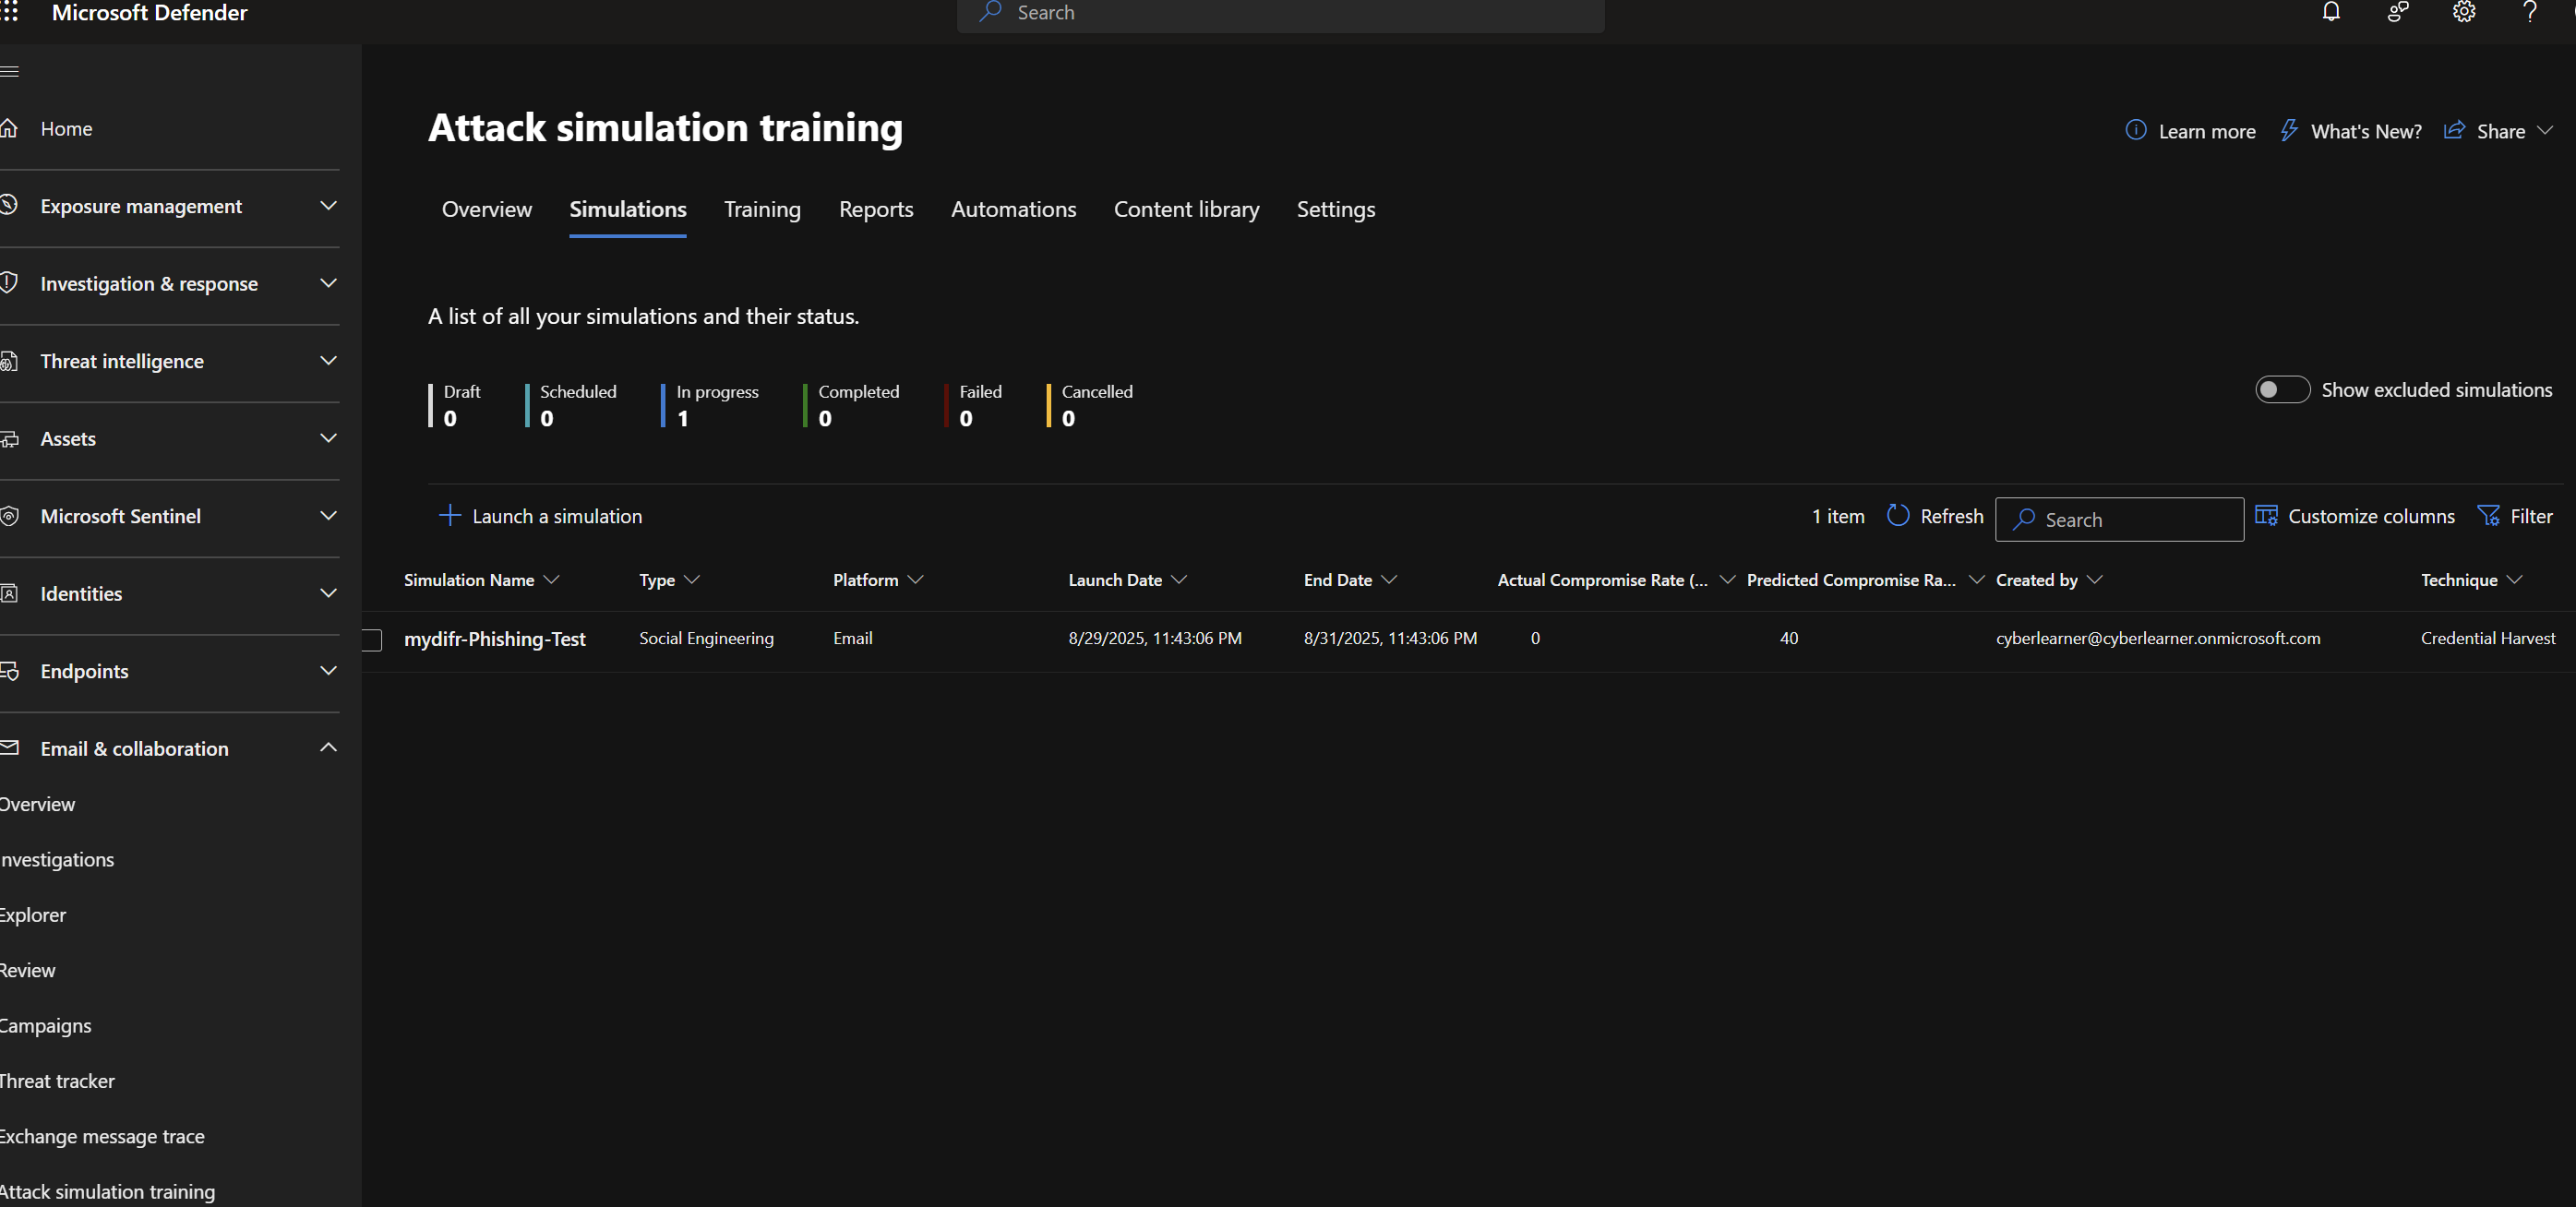 Microsoft Defender
Search
Home
Exposure management
Investigation & response
Threat intelligence
Assets
Microsoft Sentinel
Identities
Endpoints
Email & collaboration
Overview
Investigations
Explorer
Review
Campaigns
Threat tracker
Exchange message trace
Attack simulation training
Attack simulation training
Learn more What's New? Share
Overview Simulations Training Reports Automations Content library Settings
A list of all your simulations and their status.
Draft Scheduled In progress Completed Failed Cancelled
0 0 1 0 0 0
Show excluded simulations
Launch a simulation 1 item Refresh Search Customize columns Filter
Simulation Name Type Platform Launch Date End Date Actual Compromise Rate (... Predicted Compromise Ra... Created by Technique
mydifr-Phishing-Test Social Engineering Email 8/29/2025, 11:43:06 PM 8/31/2025, 11:43:06 PM 0 40 cyberlearner@cyberlearner.onmicrosoft.com Credential Harvest